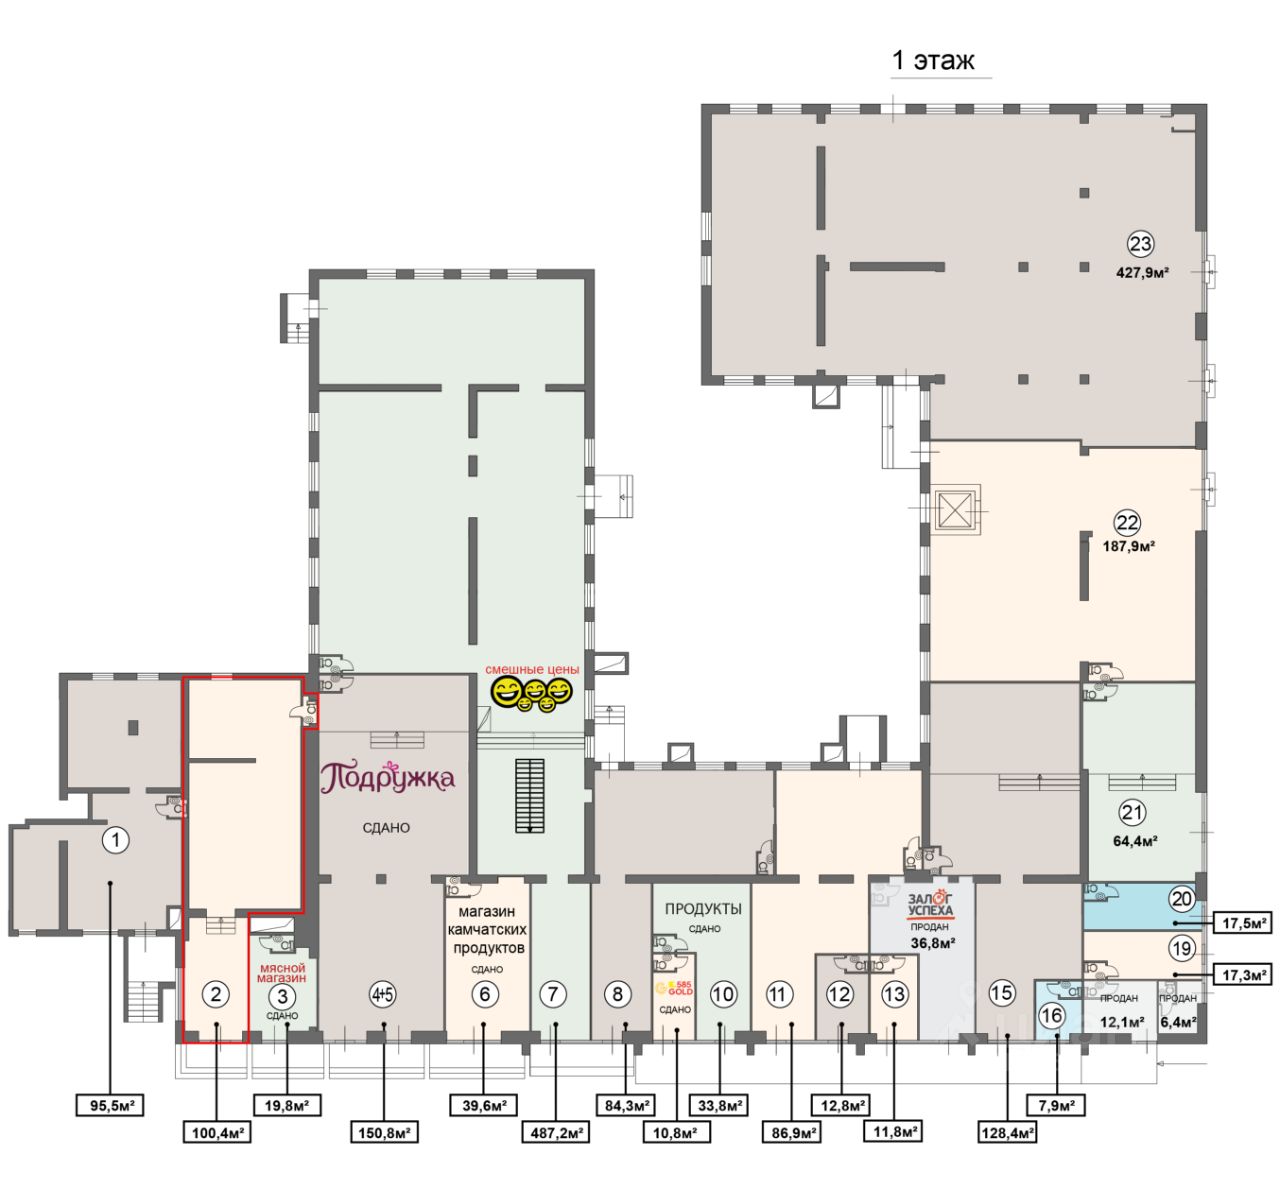 1 этаж
23
427,9м²
22
187,9м²
смешные цены
Подружка
СДАНО
1
21
64,4м²
магазин
камчатских
продуктов
СДАНО
6
ПРОДУКТЫ
СДАНО
ЗАЛОГ
УСПЕХА
ПРОДАН
36,8м²
20
17,5м²
19
17,3м²
МЯСНОЙ
МАГАЗИН
3
СДАНО
2
4+5
7
8
585
GOLD
СДАНО
10
11
12
13
15
16
ПРОДАН
12,1м²
ПРОДАН
6,4м²
95,5м²
19,8м²
39,6м²
84,3м²
33,8м²
12,8м²
7,9м²
100,4м²
150,8м²
487,2м²
10,8м²
86,9м²
11,8м²
128,4м²